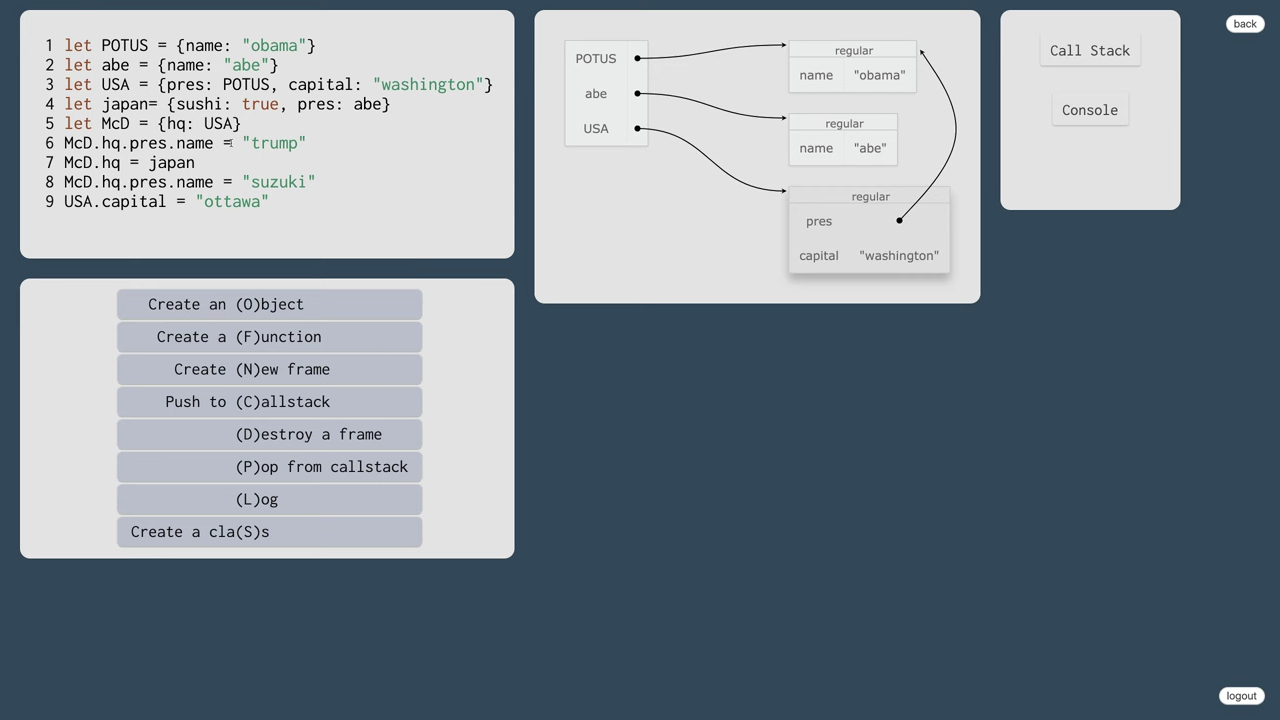 1 let POTUS = {name: "obama"}
2 let abe = {name: "abe"}
3 let USA = {pres: POTUS, capital: "washington"}
4 let japan= {sushi: true, pres: abe}
5 let McD = {hq: USA}
6 McD.hq.pres.name = "trump"
7 McD.hq = japan
8 McD.hq.pres.name = "suzuki"
9 USA.capital = "ottawa"
Create an (O)bject
Create a (F)unction
Create (N)ew frame
Push to (C)allstack
(D)estroy a frame
(P)op from callstack
(L)og
Create a cla(S)s
POTUS
abe
USA
regular
name "obama"
regular
name "abe"
regular
pres
capital "washington"
Call Stack
Console
back
logout